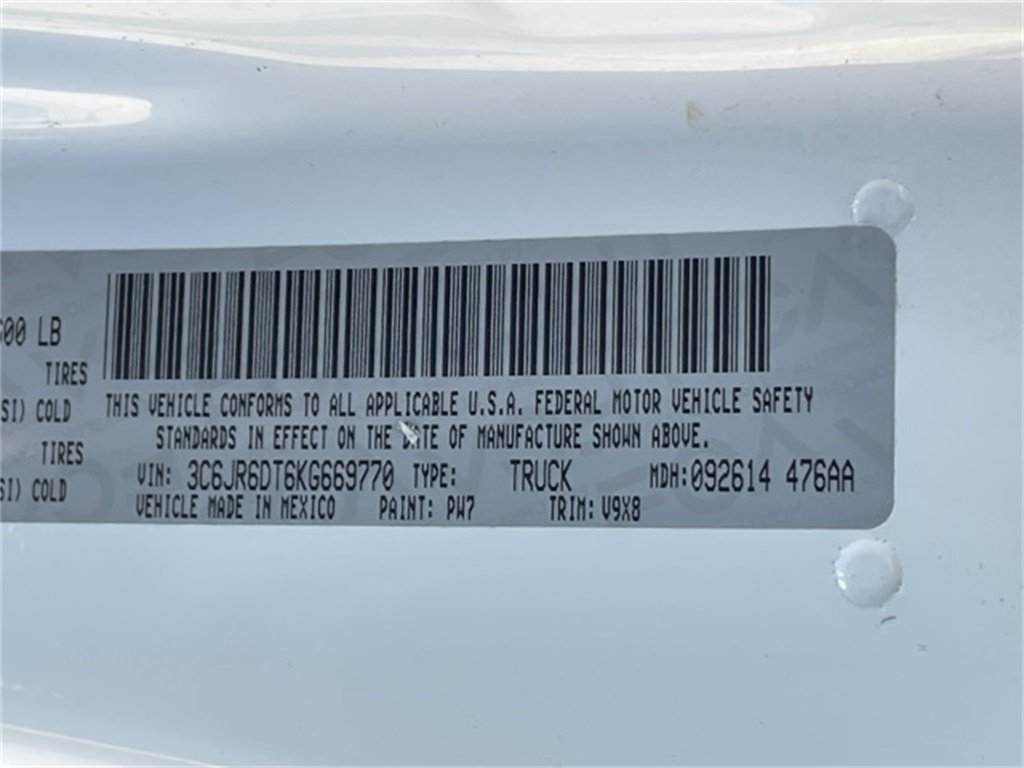 600 LB
TIRES
SI) COLD
THIS VEHICLE CONFORMS TO ALL APPLICABLE U.S.A. FEDERAL MOTOR VEHICLE SAFETY
STANDARDS IN EFFECT ON THE DATE OF MANUFACTURE SHOWN ABOVE.
TIRES
SI) COLD
VIN: 3C6JR6DT6KG669770 TYPE: TRUCK MDH:092614 476AA
VEHICLE MADE IN MEXICO PAINT: PW7 TRIM: V9X8